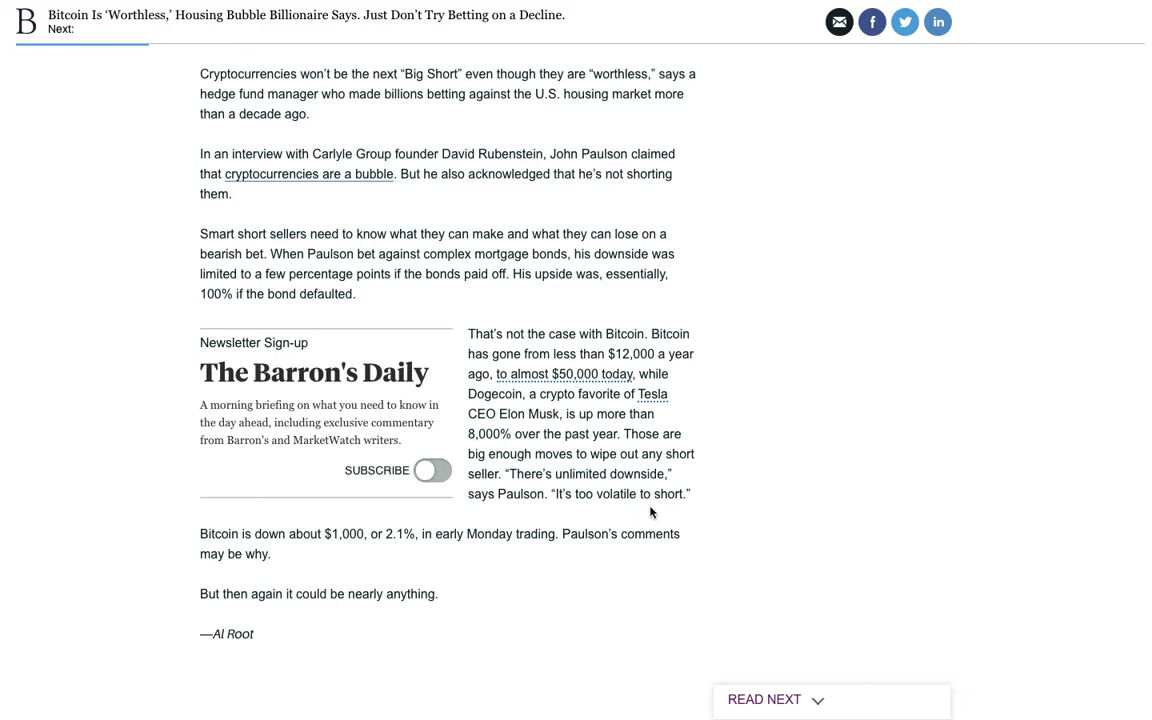 B
Bitcoin Is ‘Worthless,’ Housing Bubble Billionaire Says. Just Don’t Try Betting on a Decline.
Next:
f
in
Cryptocurrencies won’t be the next “Big Short” even though they are “worthless,” says a
hedge fund manager who made billions betting against the U.S. housing market more
than a decade ago.
In an interview with Carlyle Group founder David Rubenstein, John Paulson claimed
that cryptocurrencies are a bubble. But he also acknowledged that he’s not shorting
them.
Smart short sellers need to know what they can make and what they can lose on a
bearish bet. When Paulson bet against complex mortgage bonds, his downside was
limited to a few percentage points if the bonds paid off. His upside was, essentially,
100% if the bond defaulted.
Newsletter Sign-up
The Barron's Daily
A morning briefing on what you need to know in
the day ahead, including exclusive commentary
from Barron's and MarketWatch writers.
SUBSCRIBE
That’s not the case with Bitcoin. Bitcoin
has gone from less than $12,000 a year
ago, to almost $50,000 today, while
Dogecoin, a crypto favorite of Tesla
CEO Elon Musk, is up more than
8,000% over the past year. Those are
big enough moves to wipe out any short
seller. “There’s unlimited downside,”
says Paulson. “It’s too volatile to short.”
Bitcoin is down about $1,000, or 2.1%, in early Monday trading. Paulson’s comments
may be why.
But then again it could be nearly anything.
—Al Root
READ NEXT